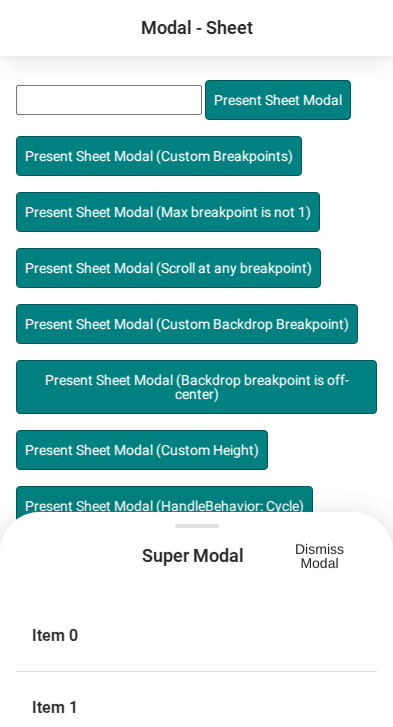 Modal - Sheet
Present Sheet Modal
Present Sheet Modal (Custom Breakpoints)
Present Sheet Modal (Max breakpoint is not 1)
Present Sheet Modal (Scroll at any breakpoint)
Present Sheet Modal (Custom Backdrop Breakpoint)
Present Sheet Modal (Backdrop breakpoint is off-
center)
Present Sheet Modal (Custom Height)
Present Sheet Modal (HandleBehavior: Cycle)
Super Modal
Dismiss
Modal
Item 0
Item 1